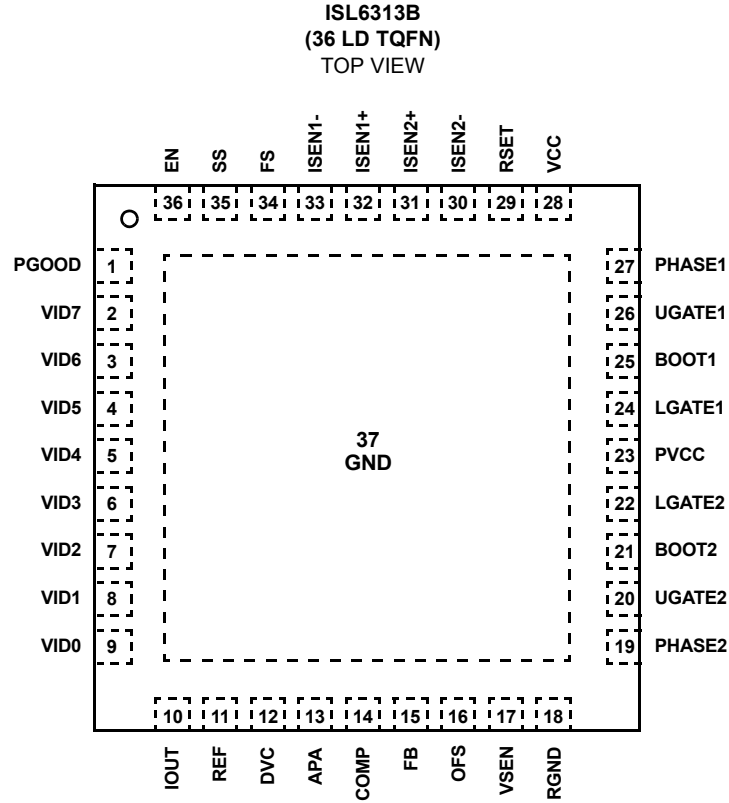 ISL6313B
(36 LD TQFN)
TOP VIEW
EN
SS
FS
ISEN1-
ISEN1+
ISEN2+
ISEN2-
RSET
VCC
36
35
34
33
32
31
30
29
28
PGOOD 1
27 PHASE1
VID7 2
26 UGATE1
VID6 3
25 BOOT1
VID5 4
24 LGATE1
VID4 5
23 PVCC
VID3 6
22 LGATE2
VID2 7
21 BOOT2
VID1 8
20 UGATE2
VID0 9
19 PHASE2
37
GND
10
11
12
13
14
15
16
17
18
IOUT
REF
DVC
APA
COMP
FB
OFS
VSEN
RGND